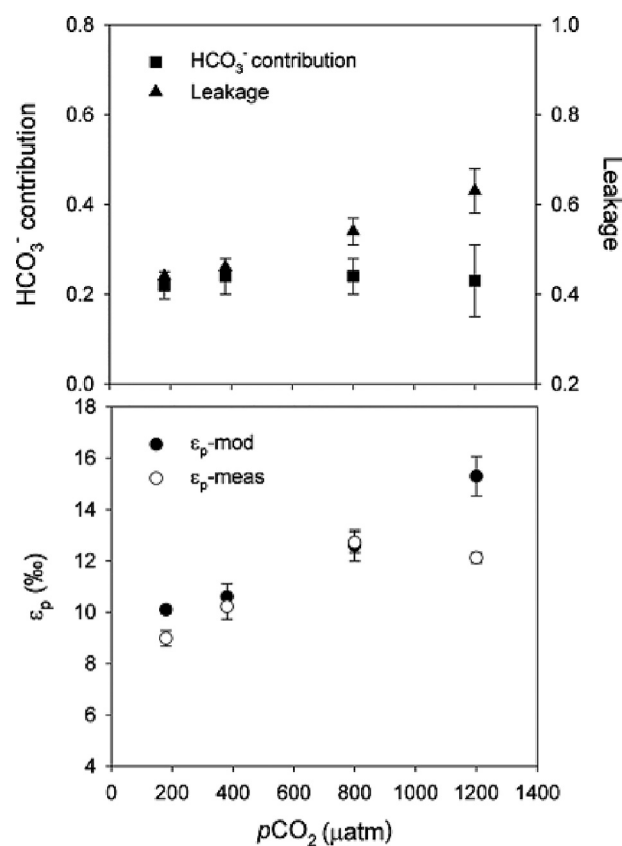 0.8
0.6
0.4
0.2
0.0
HCO₃⁻ contribution
HCO₃⁻ contribution
Leakage
1.0
0.8
0.6
0.4
0.2
Leakage
18
16
14
12
10
8
6
4
εₚ (‰)
εₚ-mod
εₚ-meas
0 200 400 600 800 1000 1200 1400
pCO₂ (µatm)